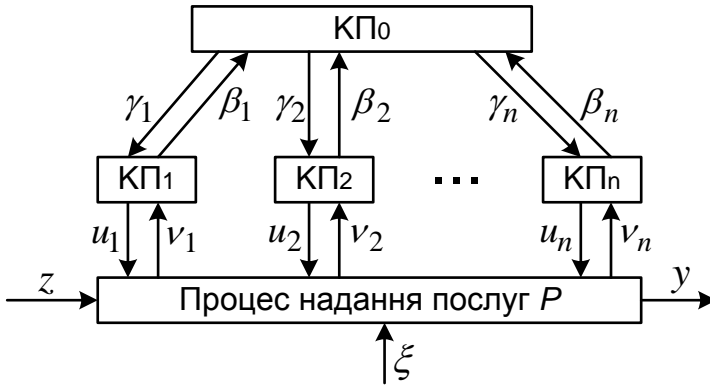 КП0
γ1 β1 γ2 β2 γn βn
КП1 КП2 ... КПn
u1 ν1 u2 ν2 un νn
z Процес надання послуг P y
ξ